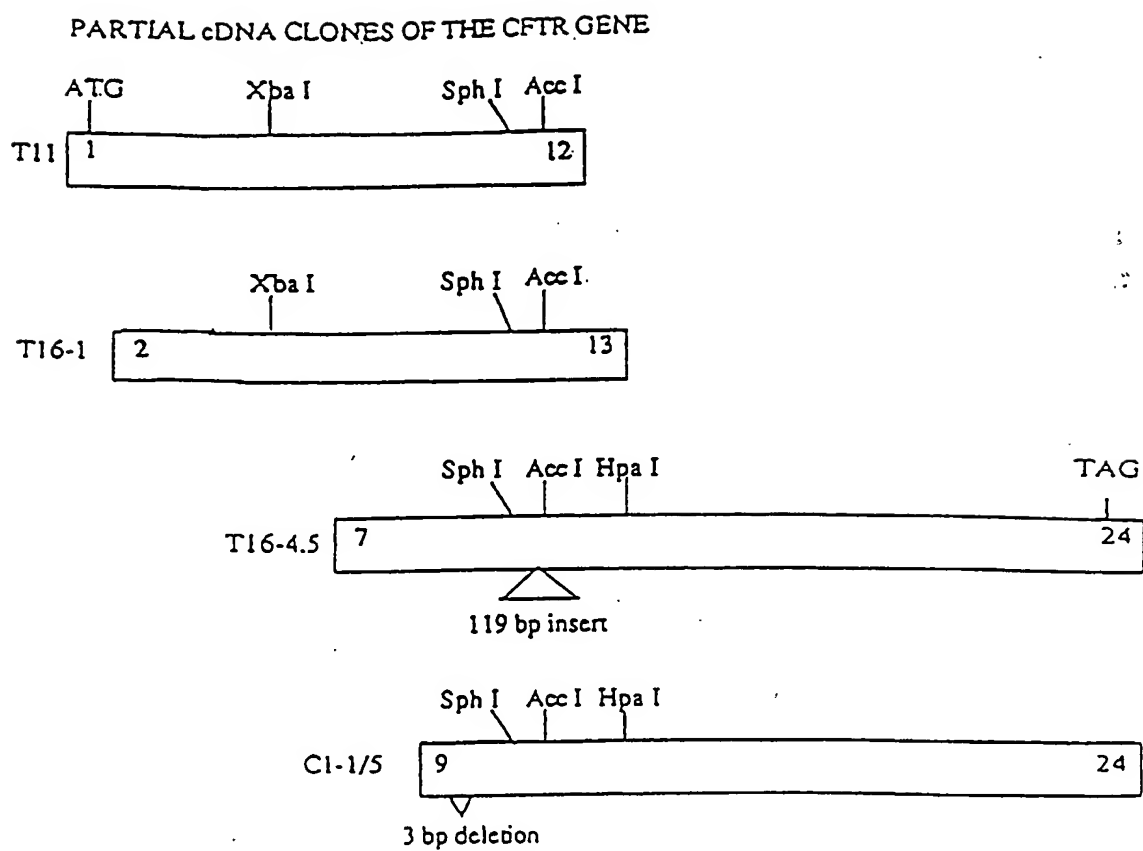 PARTIAL cDNA CLONES OF THE CFTR GENE
ATG Xba I Sph I Acc I
T11 1 12
Xba I Sph I Acc I
T16-1 2 13
Sph I Acc I Hpa I TAG
T16-4.5 7 24
119 bp insert
Sph I Acc I Hpa I
C1-1/5 9 24
3 bp deletion